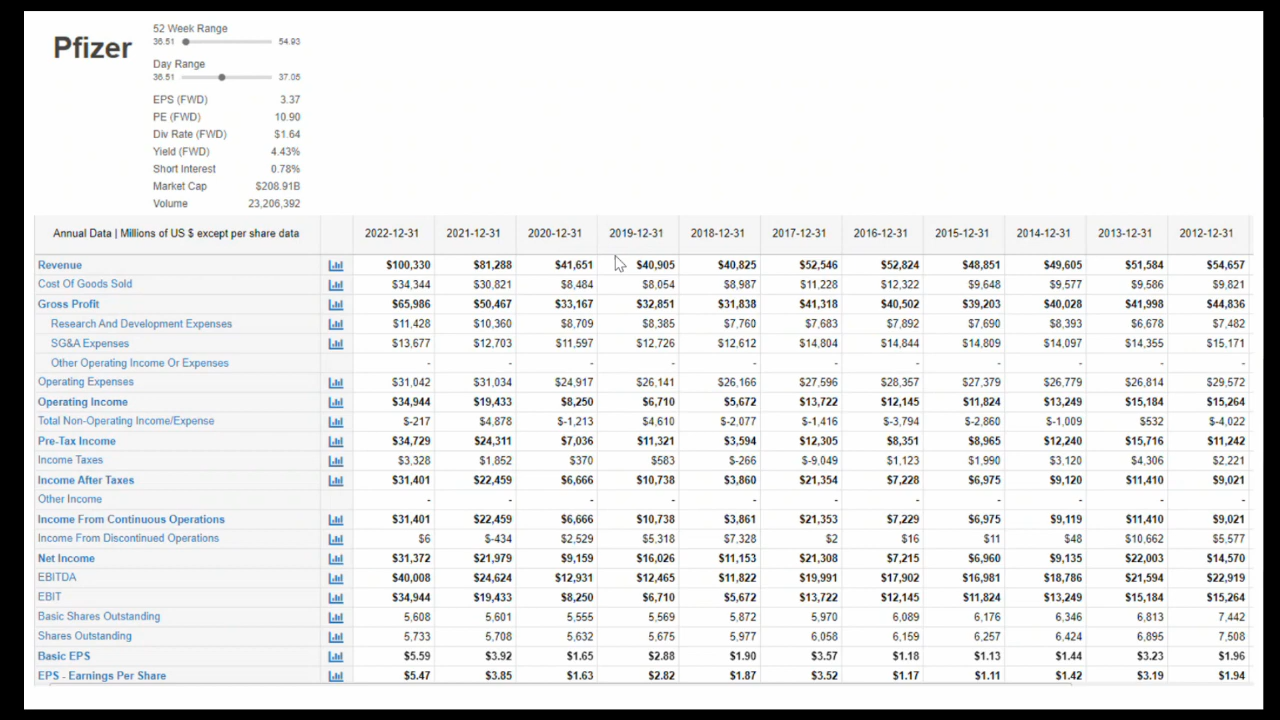 Pfizer
52 Week Range
36.51 54.93
Day Range
36.51 37.05
EPS (FWD) 3.37
PE (FWD) 10.90
Div Rate (FWD) $1.64
Yield (FWD) 4.43%
Short Interest 0.78%
Market Cap $208.91B
Volume 23,206,392
Annual Data | Millions of US $ except per share data 2022-12-31 2021-12-31 2020-12-31 2019-12-31 2018-12-31 2017-12-31 2016-12-31 2015-12-31 2014-12-31 2013-12-31 2012-12-31
Revenue $100,330 $81,288 $41,651 $40,905 $40,825 $52,546 $52,824 $48,851 $49,605 $51,584 $54,657
Cost Of Goods Sold $34,344 $30,821 $8,484 $8,054 $8,987 $11,228 $12,322 $9,648 $9,577 $9,586 $9,821
Gross Profit $65,986 $50,467 $33,167 $32,851 $31,838 $41,318 $40,502 $39,203 $40,028 $41,998 $44,836
Research And Development Expenses $11,428 $10,360 $8,709 $8,385 $7,760 $7,683 $7,892 $7,690 $8,393 $6,678 $7,482
SG&A Expenses $13,677 $12,703 $11,597 $12,726 $12,612 $14,804 $14,844 $14,809 $14,097 $14,355 $15,171
Other Operating Income Or Expenses - - - - - - - - - - -
Operating Expenses $31,042 $31,034 $24,917 $26,141 $26,166 $27,596 $28,357 $27,379 $26,779 $26,814 $29,572
Operating Income $34,944 $19,433 $8,250 $6,710 $5,672 $13,722 $12,145 $11,824 $13,249 $15,184 $15,264
Total Non-Operating Income/Expense $-217 $4,878 $-1,213 $4,610 $-2,077 $-1,416 $-3,794 $-2,860 $-1,009 $532 $-4,022
Pre-Tax Income $34,729 $24,311 $7,036 $11,321 $3,594 $12,305 $8,351 $8,965 $12,240 $15,716 $11,242
Income Taxes $3,328 $1,852 $370 $583 $-266 $-9,049 $1,123 $1,990 $3,120 $4,306 $2,221
Income After Taxes $31,401 $22,459 $6,666 $10,738 $3,860 $21,354 $7,228 $6,975 $9,120 $11,410 $9,021
Other Income - - - - - - - - - - -
Income From Continuous Operations $31,401 $22,459 $6,666 $10,738 $3,861 $21,353 $7,229 $6,975 $9,119 $11,410 $9,021
Income From Discontinued Operations $6 $-434 $2,529 $5,318 $7,328 $2 $16 $11 $48 $10,662 $5,577
Net Income $31,372 $21,979 $9,159 $16,026 $11,153 $21,308 $7,215 $6,960 $9,135 $22,003 $14,570
EBITDA $40,008 $24,624 $12,931 $12,465 $11,822 $19,991 $17,902 $16,981 $18,786 $21,594 $22,919
EBIT $34,944 $19,433 $8,250 $6,710 $5,672 $13,722 $12,145 $11,824 $13,249 $15,184 $15,264
Basic Shares Outstanding 5,608 5,601 5,555 5,569 5,872 5,970 6,089 6,176 6,346 6,813 7,442
Shares Outstanding 5,733 5,708 5,632 5,675 5,977 6,058 6,159 6,257 6,424 6,895 7,508
Basic EPS $5.59 $3.92 $1.65 $2.88 $1.90 $3.57 $1.18 $1.13 $1.44 $3.23 $1.96
EPS - Earnings Per Share $5.47 $3.85 $1.63 $2.82 $1.87 $3.52 $1.17 $1.11 $1.42 $3.19 $1.94